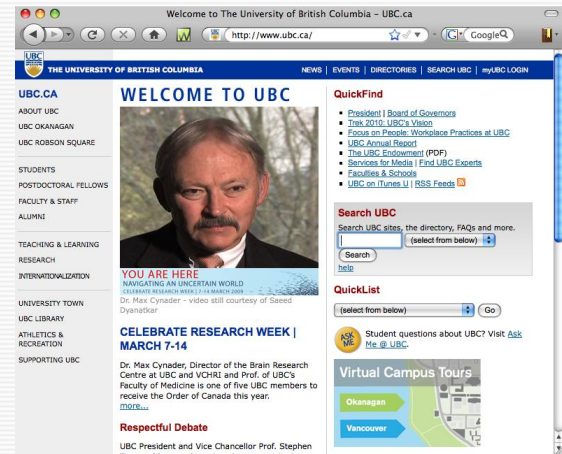 Welcome to The University of British Columbia – UBC.ca
http://www.ubc.ca/
G
Google
UBC
THE UNIVERSITY OF BRITISH COLUMBIA
NEWS | EVENTS | DIRECTORIES | SEARCH UBC | myUBC LOGIN
UBC.CA
ABOUT UBC
UBC OKANAGAN
UBC ROBSON SQUARE
STUDENTS
POSTDOCTORAL FELLOWS
FACULTY & STAFF
ALUMNI
TEACHING & LEARNING
RESEARCH
INTERNATIONALIZATION
UNIVERSITY TOWN
UBC LIBRARY
ATHLETICS &
RECREATION
SUPPORTING UBC
WELCOME TO UBC
YOU ARE HERE
NAVIGATING AN UNCERTAIN WORLD
CELEBRATE RESEARCH WEEK | 7-14 MARCH 2009
Dr. Max Cynader - video still courtesy of Saeed
Dyanatkar
CELEBRATE RESEARCH WEEK |
MARCH 7-14
Dr. Max Cynader, Director of the Brain Research
Centre at UBC and VCHRI and Prof. of UBC's
Faculty of Medicine is one of five UBC members to
receive the Order of Canada this year.
more...
Respectful Debate
UBC President and Vice Chancellor Prof. Stephen
QuickFind
President | Board of Governors
Trek 2010: UBC's Vision
Focus on People: Workplace Practices at UBC
UBC Annual Report
The UBC Endowment (PDF)
Services for Media | Find UBC Experts
Faculties & Schools
UBC on iTunes U | RSS Feeds
Search UBC
Search UBC sites, the directory, FAQs and more.
(select from below)
Search
help
QuickList
(select from below)
Go
ASK
ME
Student questions about UBC? Visit Ask
Me @ UBC.
Virtual Campus Tours
Okanagan
Vancouver